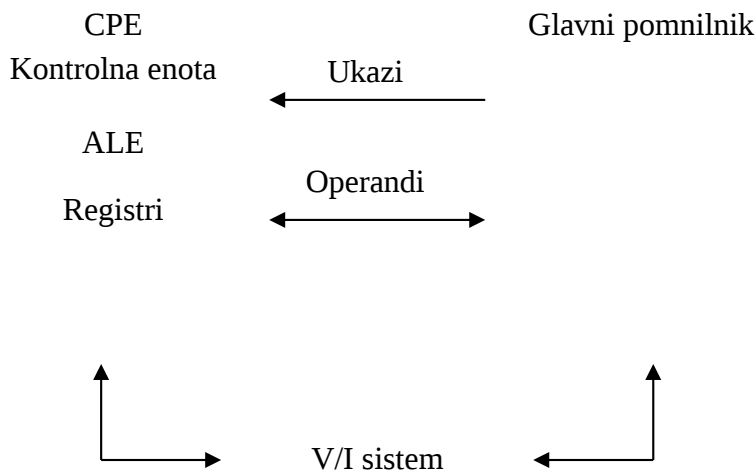 CPE
Glavni pomnilnik
Kontrolna enota
Ukazi
ALE
Operandi
Registri
V/I sistem